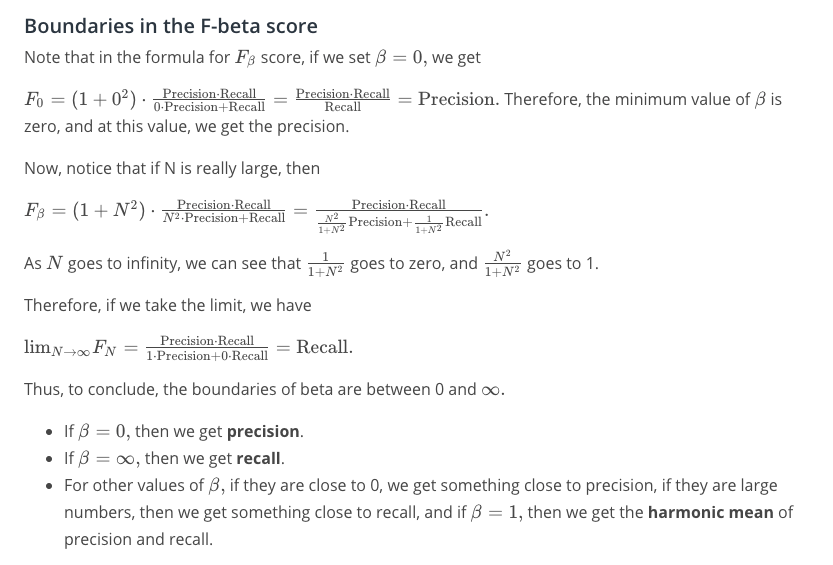 Boundaries in the F-beta score
Note that in the formula for $F_\beta$ score, if we set $\beta = 0$, we get
$F_0 = (1 + 0^2) \cdot \frac{\text{Precision} \cdot \text{Recall}}{0 \cdot \text{Precision} + \text{Recall}} = \frac{\text{Precision} \cdot \text{Recall}}{\text{Recall}} = \text{Precision}$. Therefore, the minimum value of $\beta$ is
zero, and at this value, we get the precision.
Now, notice that if N is really large, then
$F_\beta = (1 + N^2) \cdot \frac{\text{Precision} \cdot \text{Recall}}{N^2 \cdot \text{Precision} + \text{Recall}} = \frac{\text{Precision} \cdot \text{Recall}}{\frac{N^2}{1+N^2} \text{Precision} + \frac{1}{1+N^2} \text{Recall}}$.
As $N$ goes to infinity, we can see that $\frac{1}{1+N^2}$ goes to zero, and $\frac{N^2}{1+N^2}$ goes to 1.
Therefore, if we take the limit, we have
$\lim_{N \to \infty} F_N = \frac{\text{Precision} \cdot \text{Recall}}{1 \cdot \text{Precision} + 0 \cdot \text{Recall}} = \text{Recall}$.
Thus, to conclude, the boundaries of beta are between 0 and $\infty$.
• If $\beta = 0$, then we get precision.
• If $\beta = \infty$, then we get recall.
• For other values of $\beta$, if they are close to 0, we get something close to precision, if they are large
numbers, then we get something close to recall, and if $\beta = 1$, then we get the harmonic mean of
precision and recall.